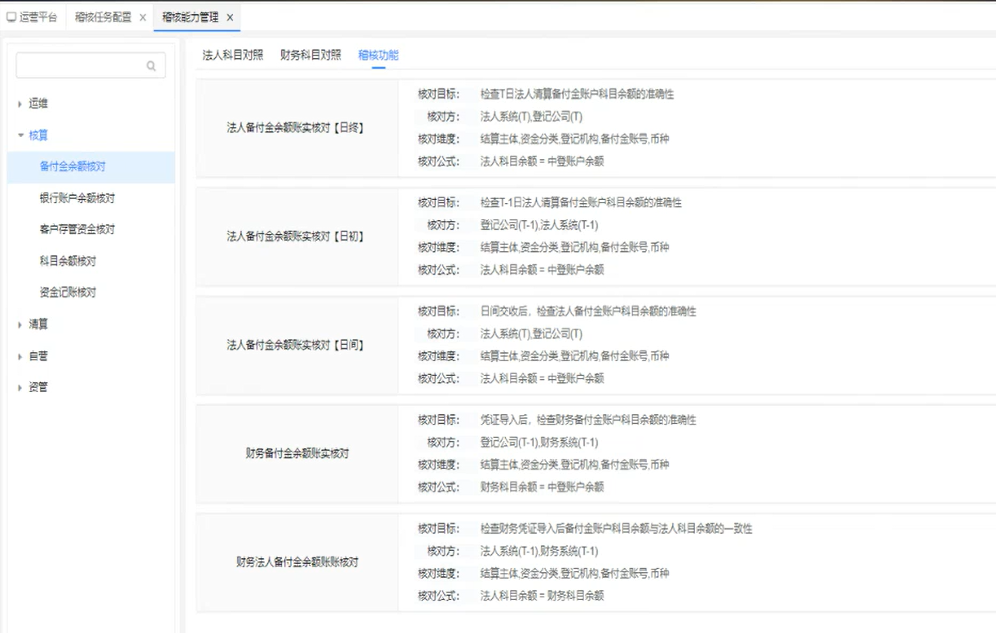 运营平台 稽核任务配置 × 稽核能力管理 ×
法人科目对照 财务科目对照 稽核功能
运维
核算
备付金余额核对
银行账户余额核对
客户存管资金核对
科目余额核对
资金记账核对
清算
自营
资管
法人备付金余额账实核对【日终】
核对目标: 检查T日法人清算备付金账户科目余额的准确性
核对方: 法人系统(T),登记公司(T)
核对维度: 结算主体,资金分类,登记机构,备付金账号,币种
核对公式: 法人科目余额 = 中登账户余额
法人备付金余额账实核对【日初】
核对目标: 检查T-1日法人清算备付金账户科目余额的准确性
核对方: 登记公司(T-1),法人系统(T-1)
核对维度: 结算主体,资金分类,登记机构,备付金账号,币种
核对公式: 法人科目余额 = 中登账户余额
法人备付金余额账实核对【日间】
核对目标: 日间交收后，检查法人备付金账户科目余额的准确性
核对方: 法人系统(T),登记公司(T)
核对维度: 结算主体,资金分类,登记机构,备付金账号,币种
核对公式: 法人科目余额 = 中登账户余额
财务备付金余额账实核对
核对目标: 凭证导入后，检查财务备付金账户科目余额的准确性
核对方: 登记公司(T-1),财务系统(T-1)
核对维度: 结算主体,资金分类,登记机构,备付金账号,币种
核对公式: 财务科目余额 = 中登账户余额
财务法人备付金余额账账核对
核对目标: 检查财务凭证导入后备付金账户科目余额与法人科目余额的一致性
核对方: 法人系统(T-1),财务系统(T-1)
核对维度: 结算主体,资金分类,登记机构,备付金账号,币种
核对公式: 法人科目余额 = 财务科目余额